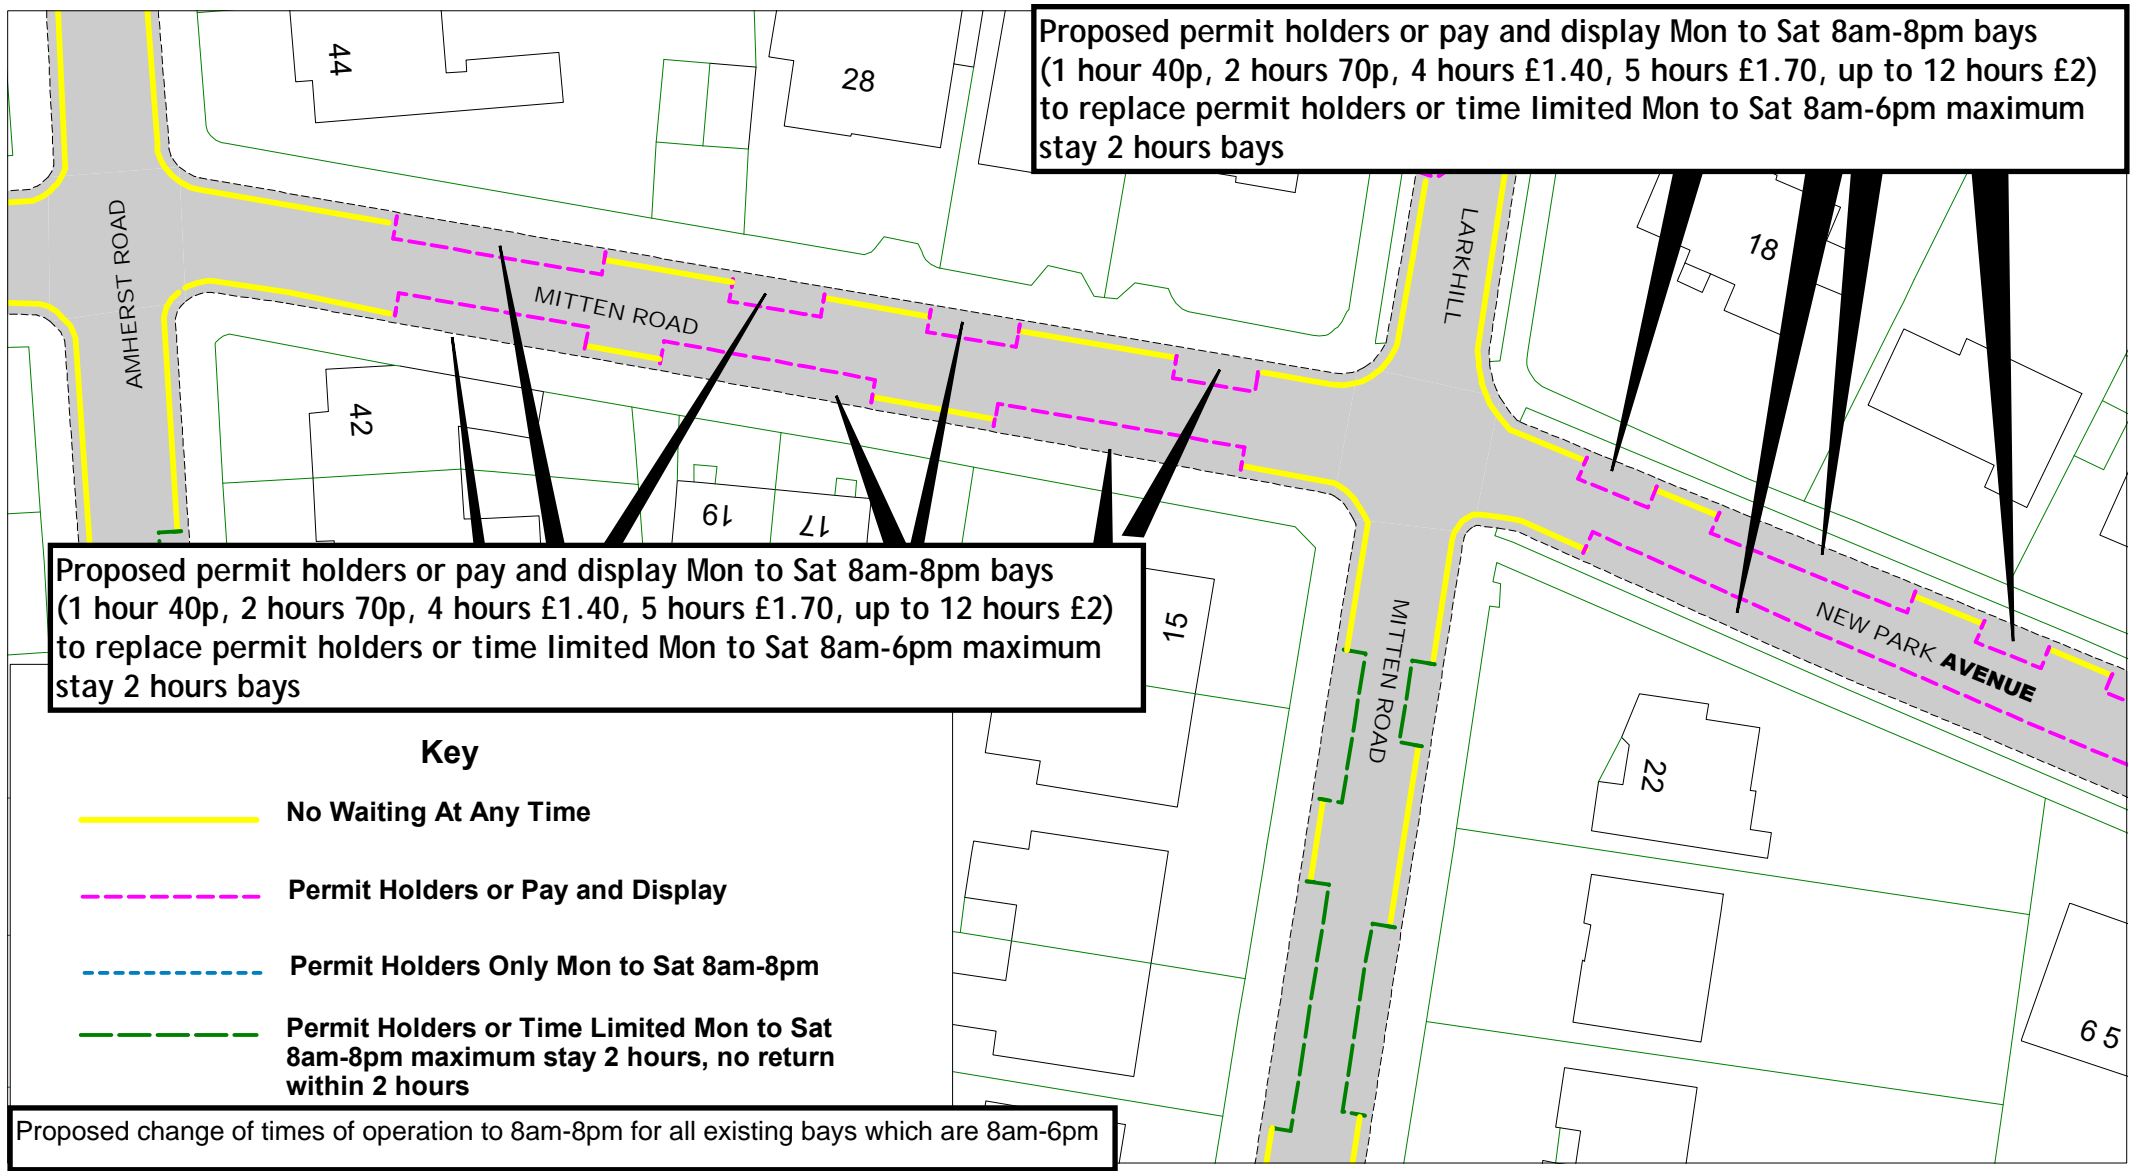 Proposed permit holders or pay and display Mon to Sat 8am-8pm bays
(1 hour 40p, 2 hours 70p, 4 hours £1.40, 5 hours £1.70, up to 12 hours £2)
to replace permit holders or time limited Mon to Sat 8am-6pm maximum
stay 2 hours bays
44
28
18
AMHERST ROAD
LARKHILL
MITTEN ROAD
42
19
17
15
Proposed permit holders or pay and display Mon to Sat 8am-8pm bays
(1 hour 40p, 2 hours 70p, 4 hours £1.40, 5 hours £1.70, up to 12 hours £2)
to replace permit holders or time limited Mon to Sat 8am-6pm maximum
stay 2 hours bays
MITTEN ROAD
NEW PARK AVENUE
22
65
Key
No Waiting At Any Time
Permit Holders or Pay and Display
Permit Holders Only Mon to Sat 8am-8pm
Permit Holders or Time Limited Mon to Sat
8am-8pm maximum stay 2 hours, no return
within 2 hours
Proposed change of times of operation to 8am-8pm for all existing bays which are 8am-6pm